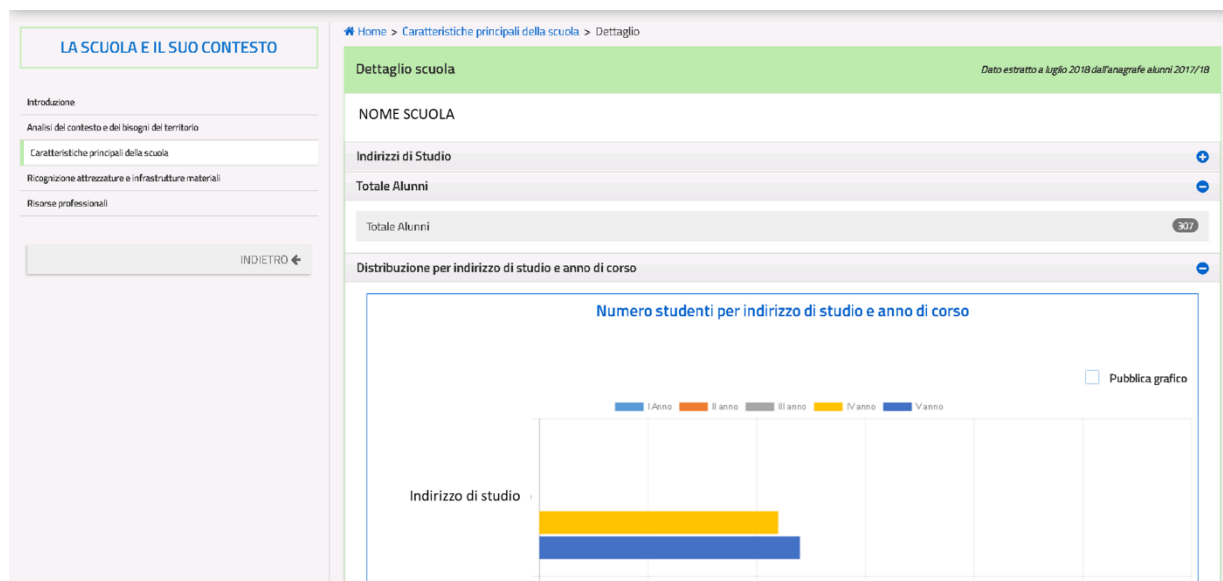 LA SCUOLA E IL SUO CONTESTO
Introduzione
Analisi del contesto e dei bisogni del territorio
Caratteristiche principali della scuola
Ricognizione attrezzature e infrastrutture materiali
Risorse professionali
INDIETRO
Home > Caratteristiche principali della scuola > Dettaglio
Dettaglio scuola
Dato estratto a luglio 2018 dall'anagrafe alunni 2017/18
NOME SCUOLA
Indirizzi di Studio
Totale Alunni
Totale Alunni 307
Distribuzione per indirizzo di studio e anno di corso
Numero studenti per indirizzo di studio e anno di corso
Pubblica grafico
I Anno II anno III anno IV anno V anno
Indirizzo di studio